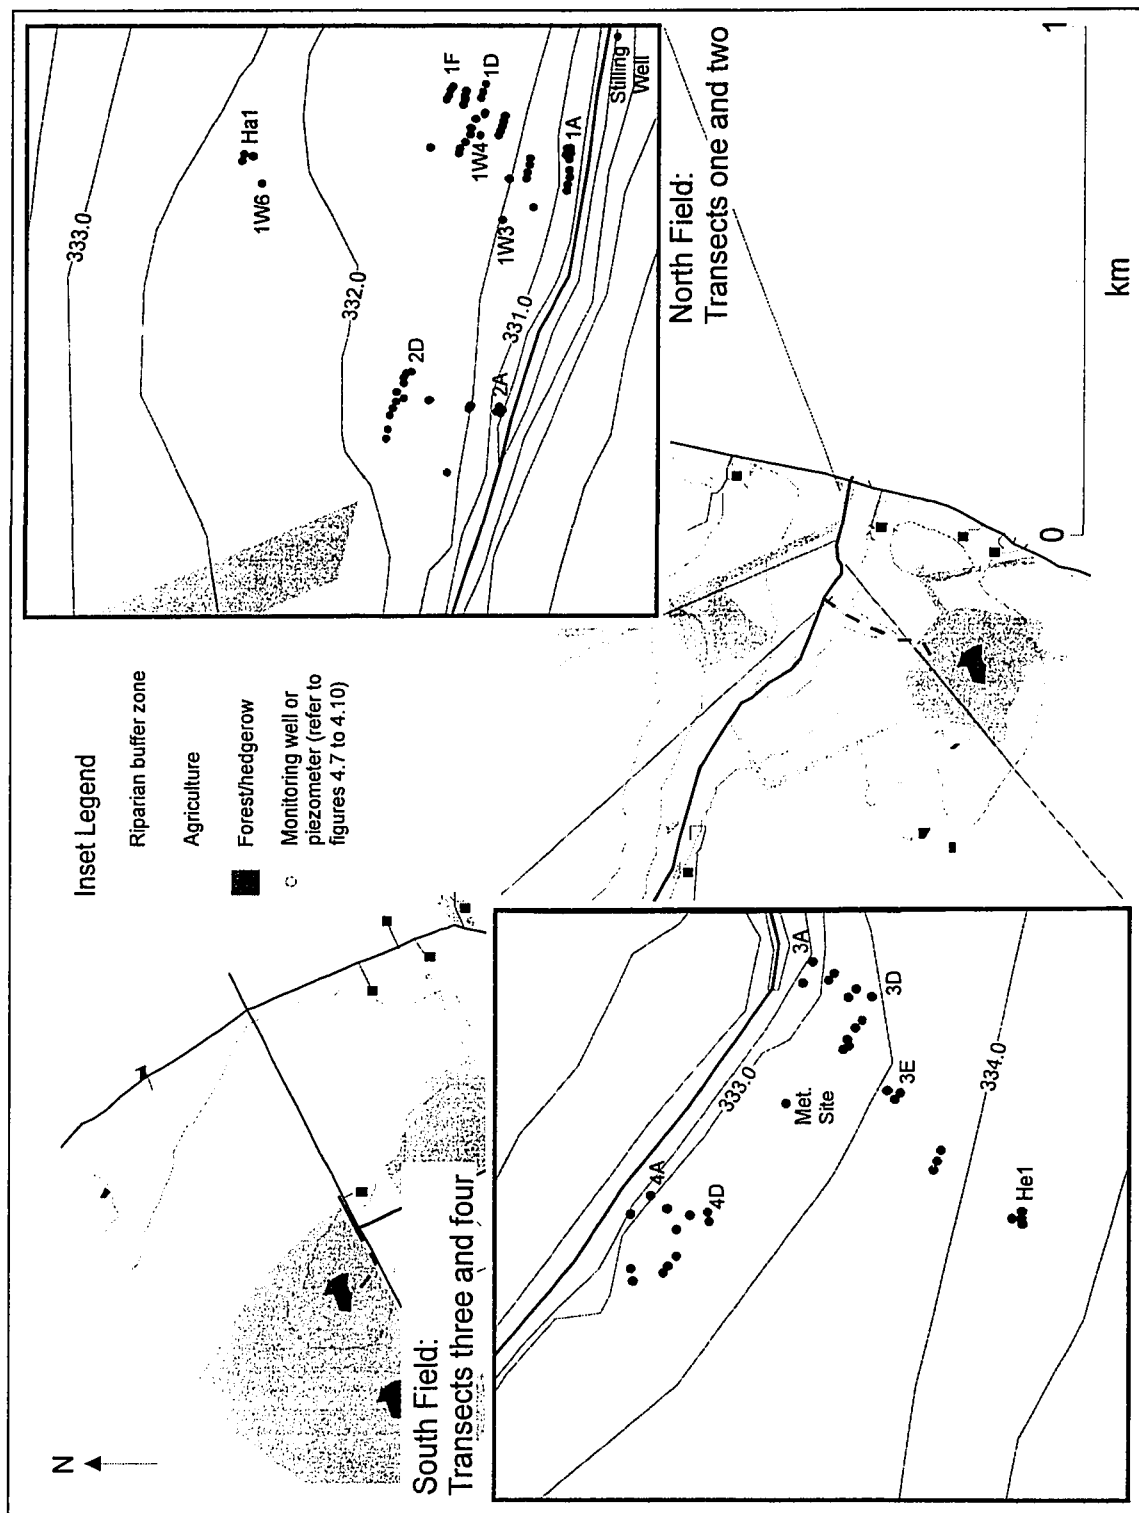 N
Inset Legend
Riparian buffer zone
Agriculture
Forest/hedgerow
Monitoring well or
piezometer (refer to
figures 4.7 to 4.10)
333.0
Ha1
1W6
332.0
1F
1D
1W4
1W3
1A
2D
2A
331.0
Stilling
Well
North Field:
Transects one and two
South Field:
Transects three and four
4A
4D
333.0
3A
3D
Met.
Site
3E
334.0
He1
0
1
km